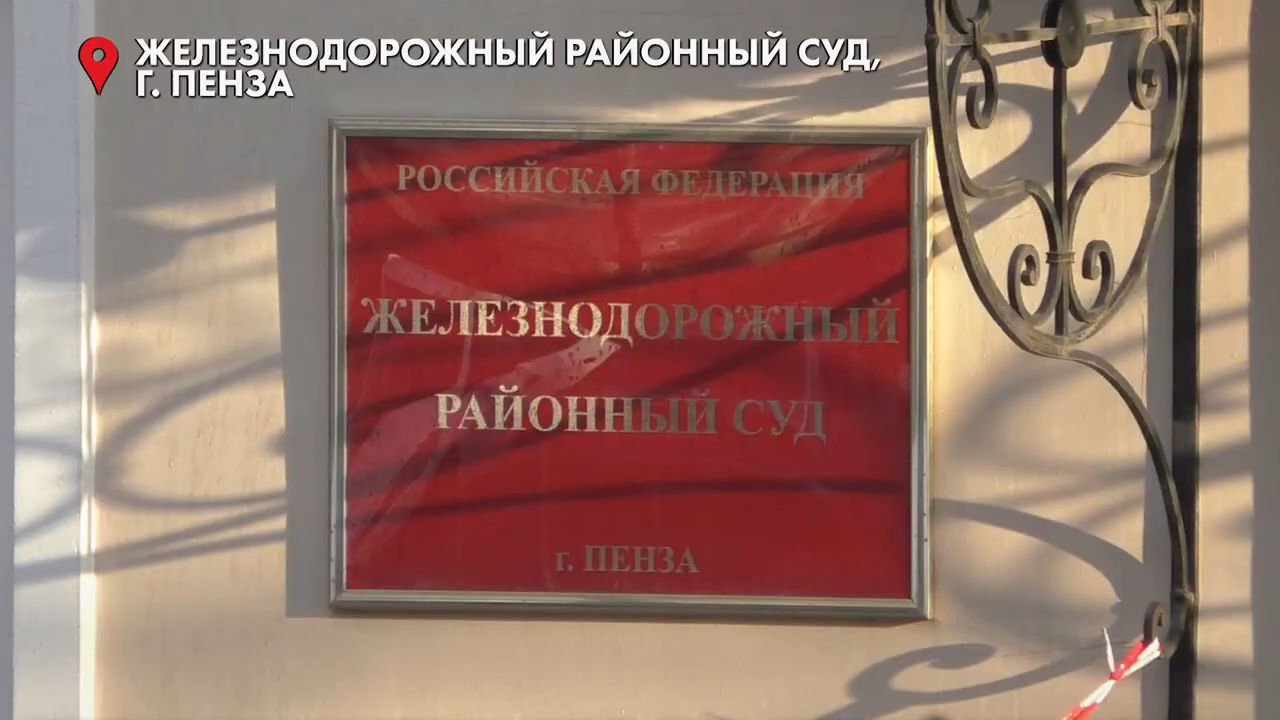 ЖЕЛЕЗНОДОРОЖНЫЙ РАЙОННЫЙ СУД,
Г. ПЕНЗА
РОССИЙСКАЯ ФЕДЕРАЦИЯ
ЖЕЛЕЗНОДОРОЖНЫЙ
РАЙОННЫЙ СУД
г. ПЕНЗА